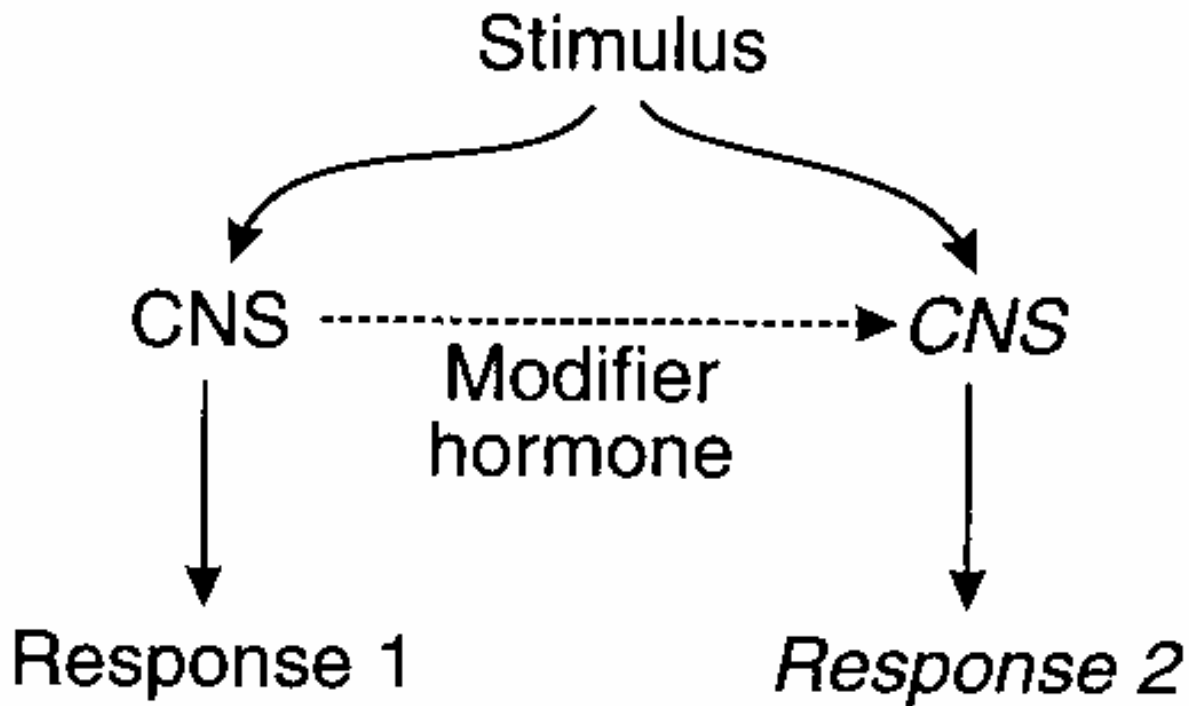 Stimulus
CNS
CNS
Modifier
hormone
Response 1
Response 2